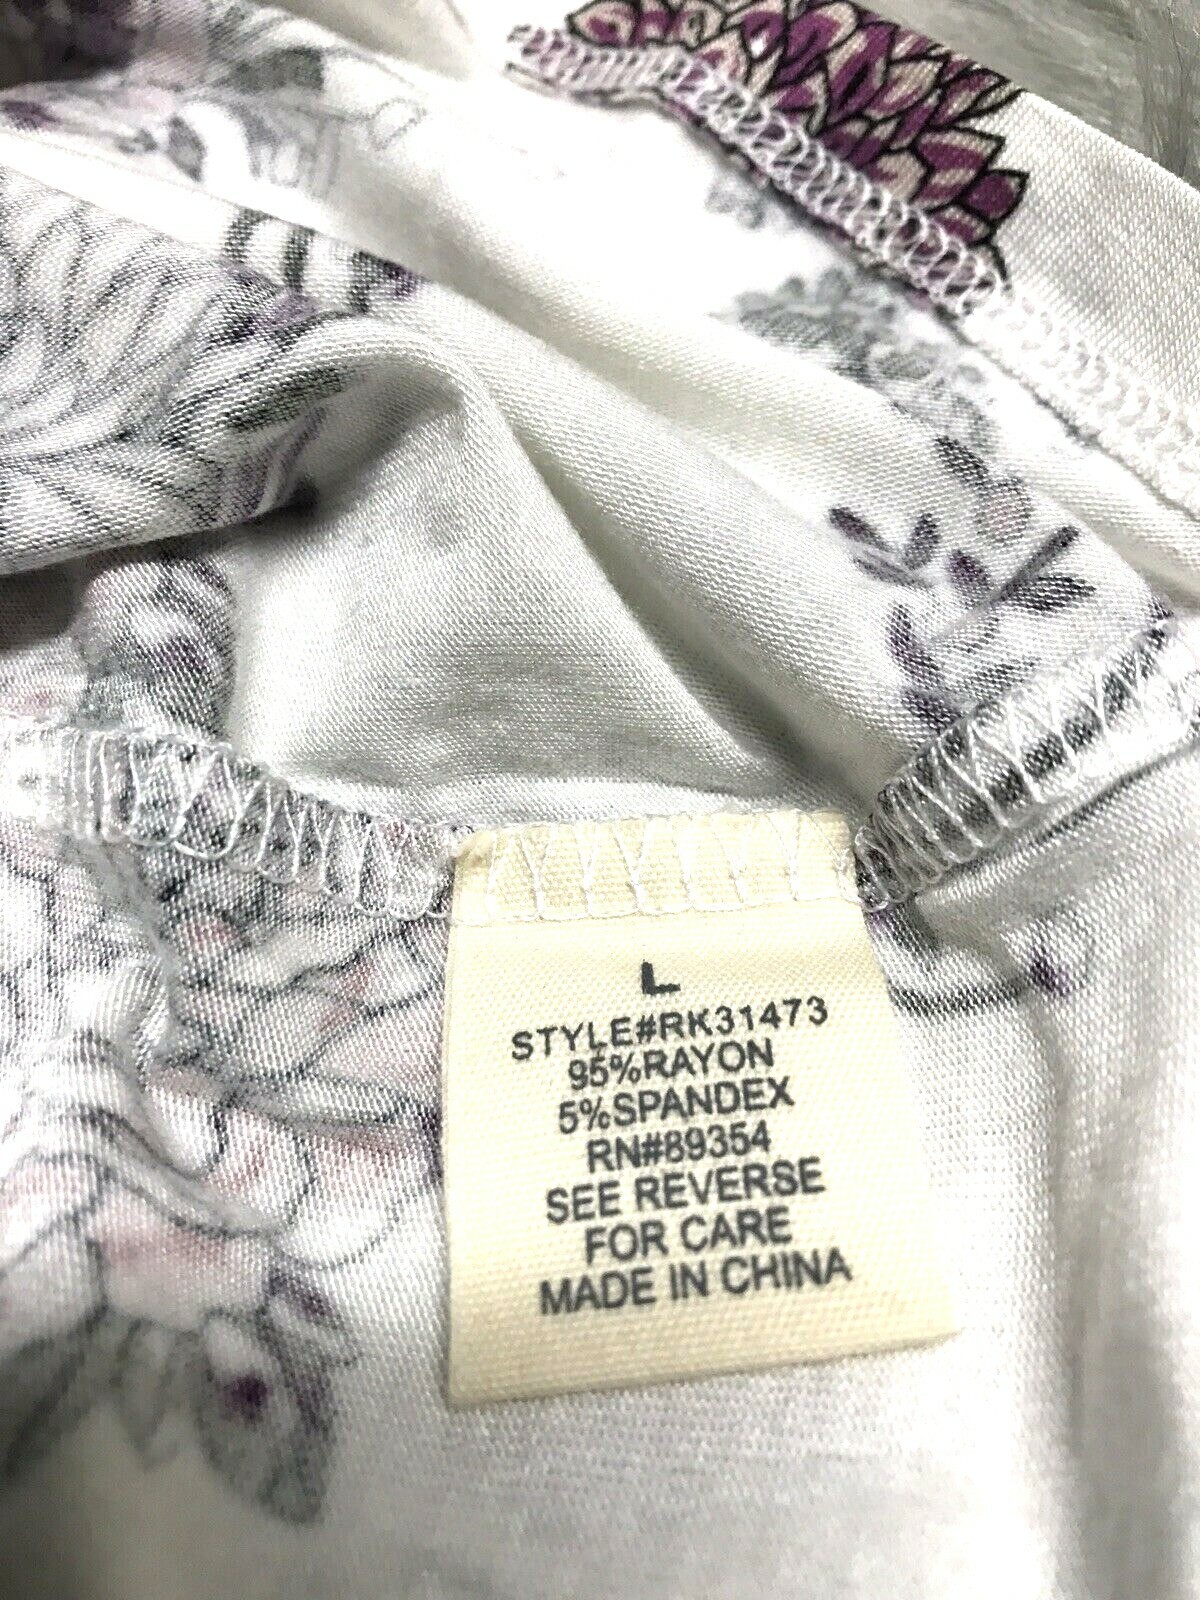 L
STYLE#RK31473
95%RAYON
5%SPANDEX
RN#89354
SEE REVERSE
FOR CARE
MADE IN CHINA